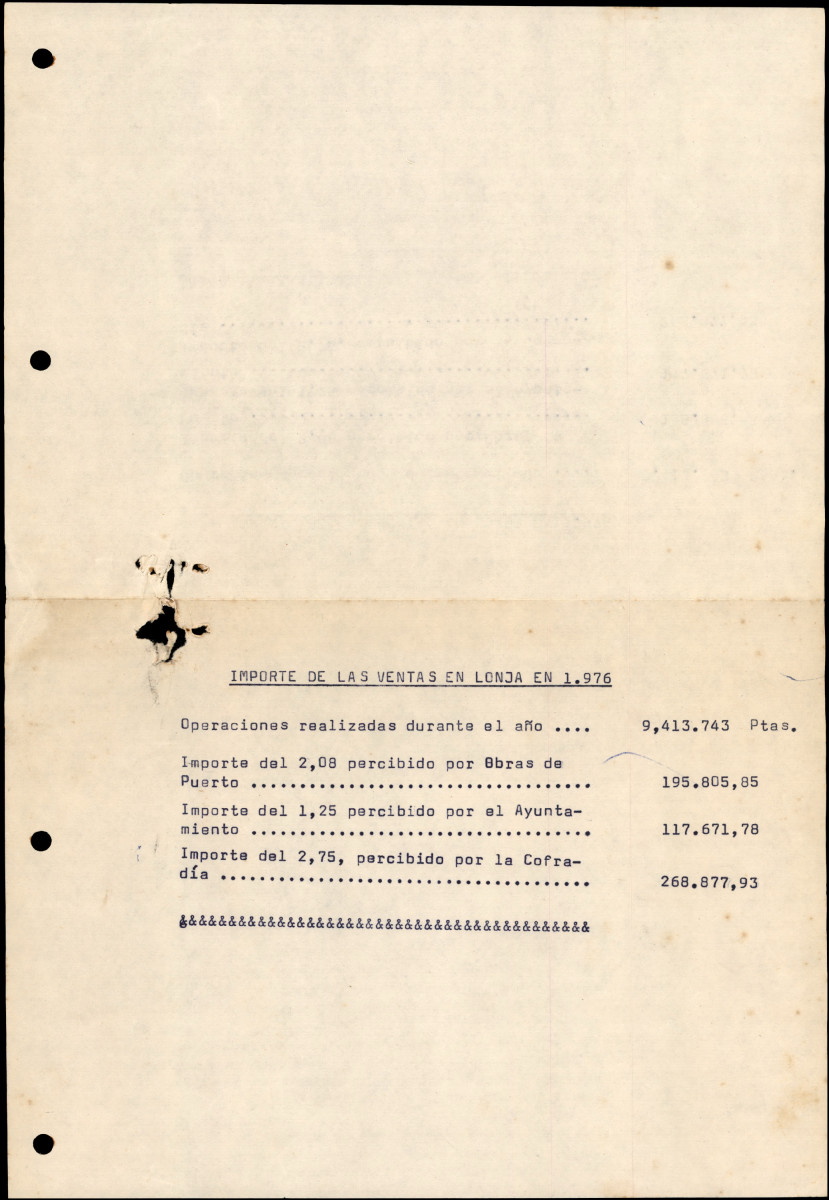 IMPORTE DE LAS VENTAS EN LONJA EN 1.976
Operaciones realizadas durante el año .... 9,413.743 Ptas.
Importe del 2,08 percibido por Obras de
Puerto ................................... 195.805,85
Importe del 1,25 percibido por el Ayunta-
miento ................................... 117.671,78
Importe del 2,75, percibido por la Cofra-
día ...................................... 268.877,93
&&&&&&&&&&&&&&&&&&&&&&&&&&&&&&&&&&&&&&&&&&